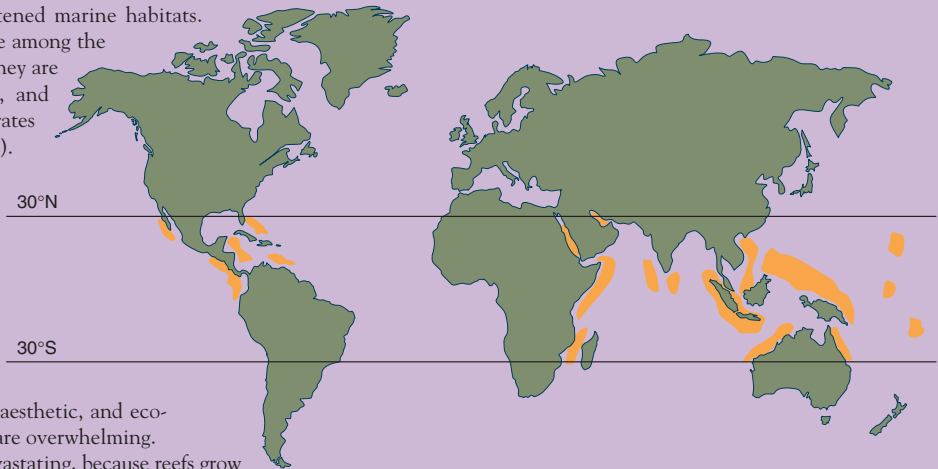 tened marine habitats.
e among the
hey are
, and
rates
).
30°N
30°S
aesthetic, and eco-
are overwhelming.
vastating, because reefs grow